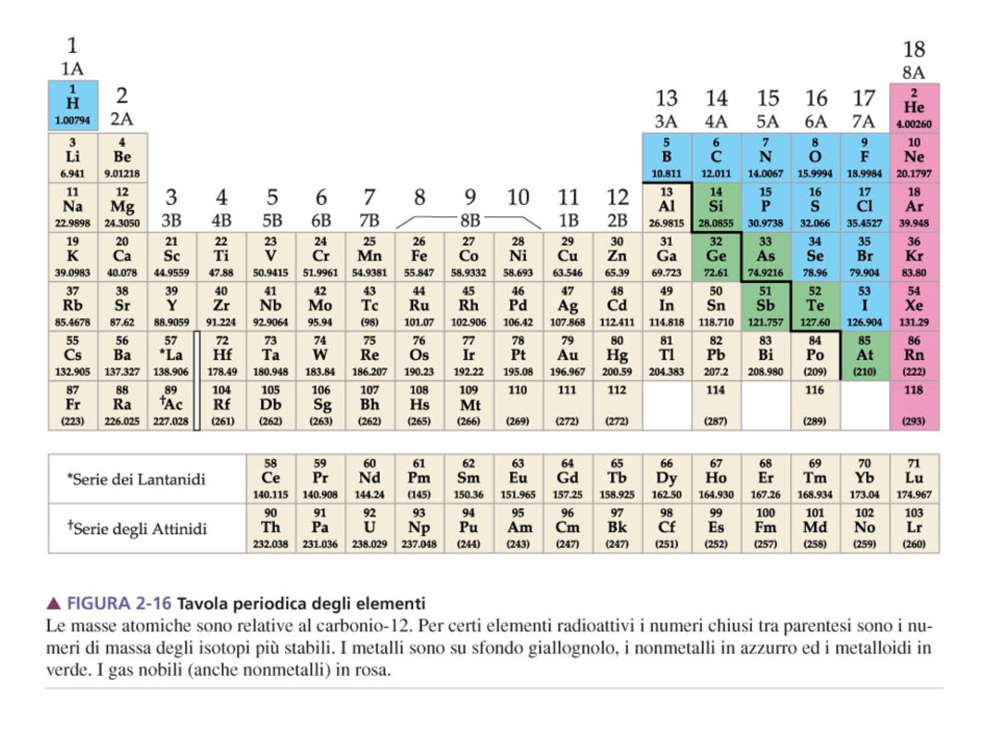 1 18
1A 8A
1 2 13 14 15 16 17 2
H 2A 3A 4A 5A 6A 7A He
1.00794 4.00260
3 4 5 6 7 8 9 10
Li Be B C N O F Ne
6.941 9.01218 10.811 12.011 14.0067 15.9994 18.9984 20.1797
11 12 3 4 5 6 7 8 9 10 11 12 13 14 15 16 17 18
Na Mg 3B 4B 5B 6B 7B 8B 1B 2B Al Si P S Cl Ar
22.9898 24.3050 26.9815 28.0855 30.9738 32.066 35.4527 39.948
19 20 21 22 23 24 25 26 27 28 29 30 31 32 33 34 35 36
K Ca Sc Ti V Cr Mn Fe Co Ni Cu Zn Ga Ge As Se Br Kr
39.0983 40.078 44.9559 47.88 50.9415 51.9961 54.9381 55.847 58.9332 58.693 63.546 65.39 69.723 72.61 74.9216 78.96 79.904 83.80
37 38 39 40 41 42 43 44 45 46 47 48 49 50 51 52 53 54
Rb Sr Y Zr Nb Mo Tc Ru Rh Pd Ag Cd In Sn Sb Te I Xe
85.4678 87.62 88.9059 91.224 92.9064 95.94 (98) 101.07 102.906 106.42 107.868 112.411 114.818 118.710 121.757 127.60 126.904 131.29
55 56 57 72 73 74 75 76 77 78 79 80 81 82 83 84 85 86
Cs Ba *La Hf Ta W Re Os Ir Pt Au Hg Tl Pb Bi Po At Rn
132.905 137.327 138.906 178.49 180.948 183.84 186.207 190.23 192.22 195.08 196.967 200.59 204.383 207.2 208.980 (209) (210) (222)
87 88 89 104 105 106 107 108 109 110 111 112 114 116 118
Fr Ra †Ac Rf Db Sg Bh Hs Mt
(223) 226.025 227.028 (261) (262) (263) (262) (265) (266) (269) (272) (272) (287) (289) (293)
58 59 60 61 62 63 64 65 66 67 68 69 70 71
*Serie dei Lantanidi Ce Pr Nd Pm Sm Eu Gd Tb Dy Ho Er Tm Yb Lu
140.115 140.908 144.24 (145) 150.36 151.965 157.25 158.925 162.50 164.930 167.26 168.934 173.04 174.967
90 91 92 93 94 95 96 97 98 99 100 101 102 103
†Serie degli Attinidi Th Pa U Np Pu Am Cm Bk Cf Es Fm Md No Lr
232.038 231.036 238.029 237.048 (244) (243) (247) (247) (251) (252) (257) (258) (259) (260)
▲ FIGURA 2-16 Tavola periodica degli elementi
Le masse atomiche sono relative al carbonio-12. Per certi elementi radioattivi i numeri chiusi tra parentesi sono i nu-
meri di massa degli isotopi più stabili. I metalli sono su sfondo giallognolo, i nonmetalli in azzurro ed i metalloidi in
verde. I gas nobili (anche nonmetalli) in rosa.